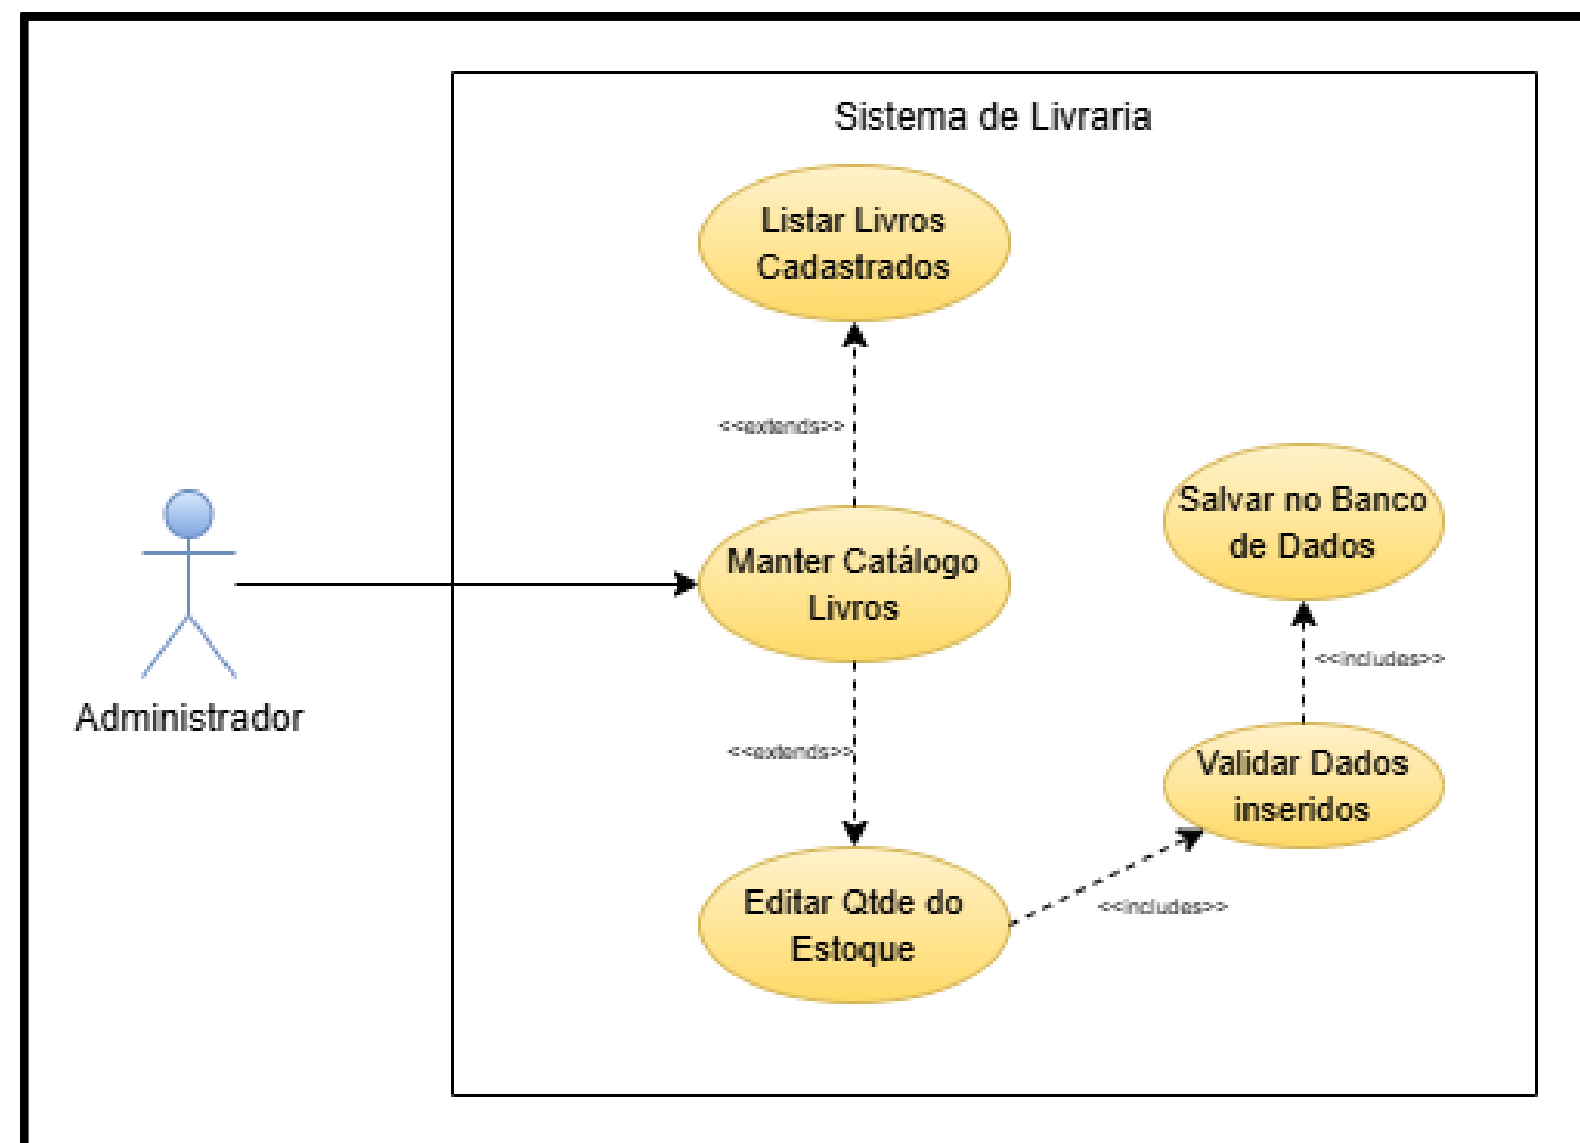 Sistema de Livraria
Listar Livros
Cadastrados
<<extends>>
Manter Catálogo
Livros
Salvar no Banco
de Dados
<<includes>>
Administrador
<<extends>>
Validar Dados
inseridos
Editar Qtde do
Estoque
<<includes>>